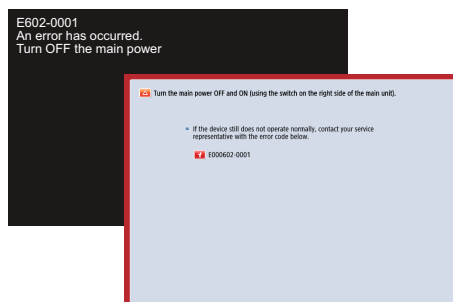 E602-0001
An error has occurred.
Turn OFF the main power
Turn the main power OFF and ON (using the switch on the right side of the main unit).
If the device still does not operate normally, contact your service
representative with the error code below.
E000602-0001